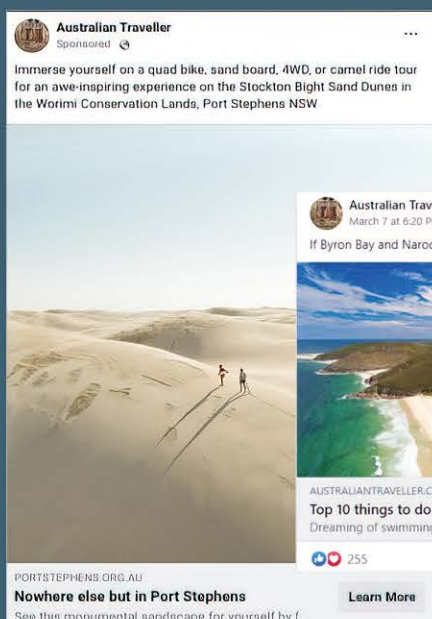 Australian Traveller
Sponsored
...
Immerse yourself on a quad bike, sand board, 4WD, or camel ride tour
for an awe-inspiring experience on the Stockton Bight Sand Dunes in
the Worimi Conservation Lands, Port Stephens NSW
Australian Trav
March 7 at 6:20 P
If Byron Bay and Naroo
AUSTRALIANTRAVELLER.C
Top 10 things to do
Dreaming of swimming
255
PORTSTEPHENS.ORG.AU
Nowhere else but in Port Stephens
Learn More
See this monumental sandscape for yourself by f...